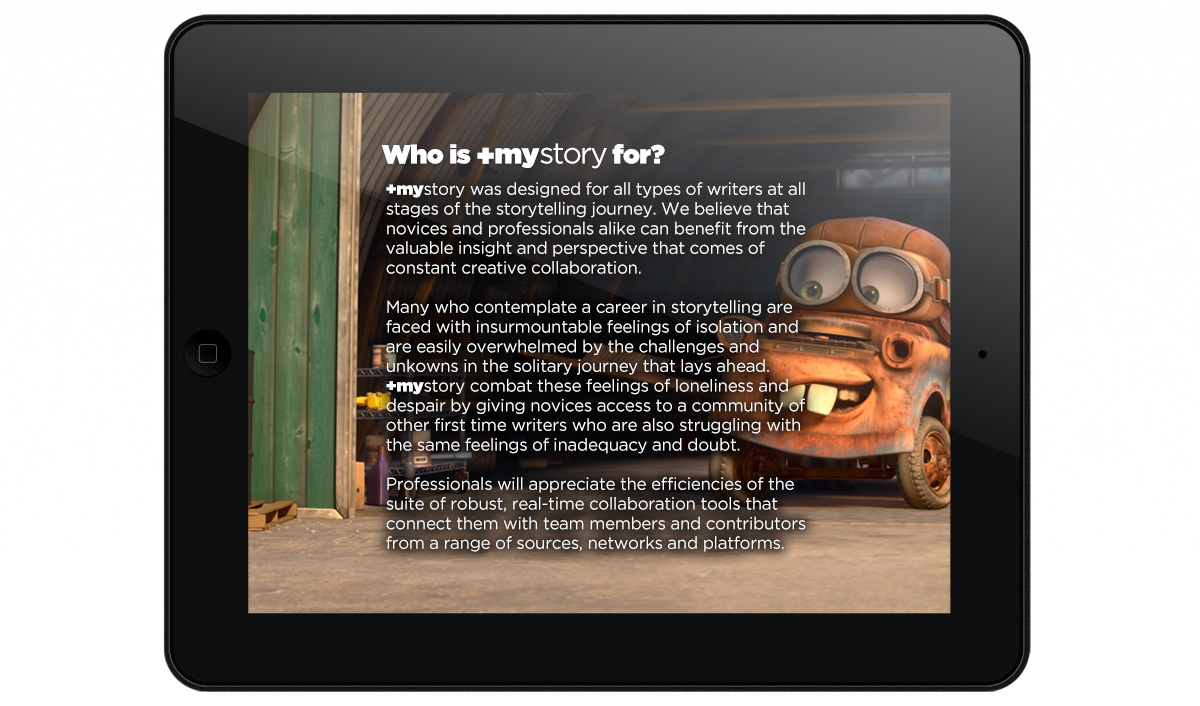 Who is +mystory for?
+mystory was designed for all types of writers at all
stages of the storytelling journey. We believe that
novices and professionals alike can benefit from the
valuable insight and perspective that comes of
constant creative collaboration.
Many who contemplate a career in storytelling are
faced with insurmountable feelings of isolation and
are easily overwhelmed by the challenges and
unkowns in the solitary journey that lays ahead.
+mystory combat these feelings of loneliness and
despair by giving novices access to a community of
other first time writers who are also struggling with
the same feelings of inadequacy and doubt.
Professionals will appreciate the efficiencies of the
suite of robust, real-time collaboration tools that
connect them with team members and contributors
from a range of sources, networks and platforms.